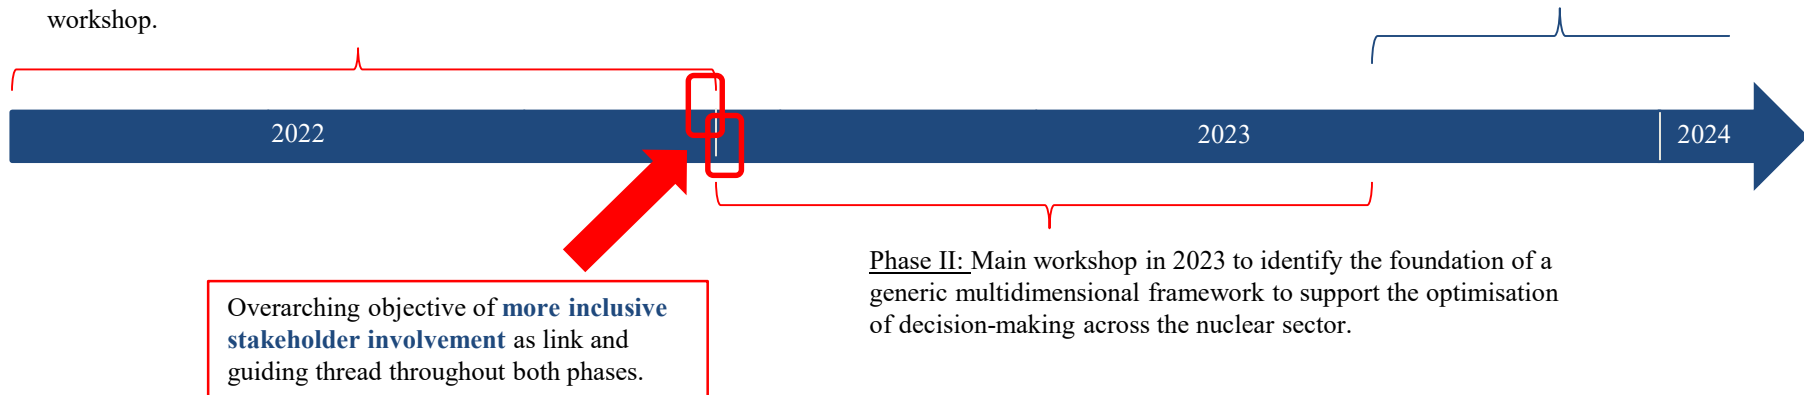 workshop.
2022
2023
2024
Phase II: Main workshop in 2023 to identify the foundation of a
generic multidimensional framework to support the optimisation
of decision-making across the nuclear sector.
Overarching objective of more inclusive
stakeholder involvement as link and
guiding thread throughout both phases.